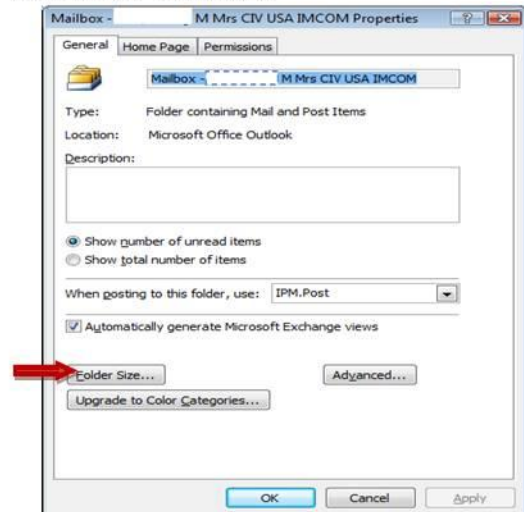 Mailbox - M Mrs CIV USA IMCOM Properties
General Home Page Permissions
Mailbox - M Mrs CIV USA IMCOM
Type: Folder containing Mail and Post Items
Location: Microsoft Office Outlook
Description:
Show number of unread items
Show total number of items
When posting to this folder, use: IPM.Post
Automatically generate Microsoft Exchange views
Folder Size... Advanced...
Upgrade to Color Categories...
OK Cancel Apply